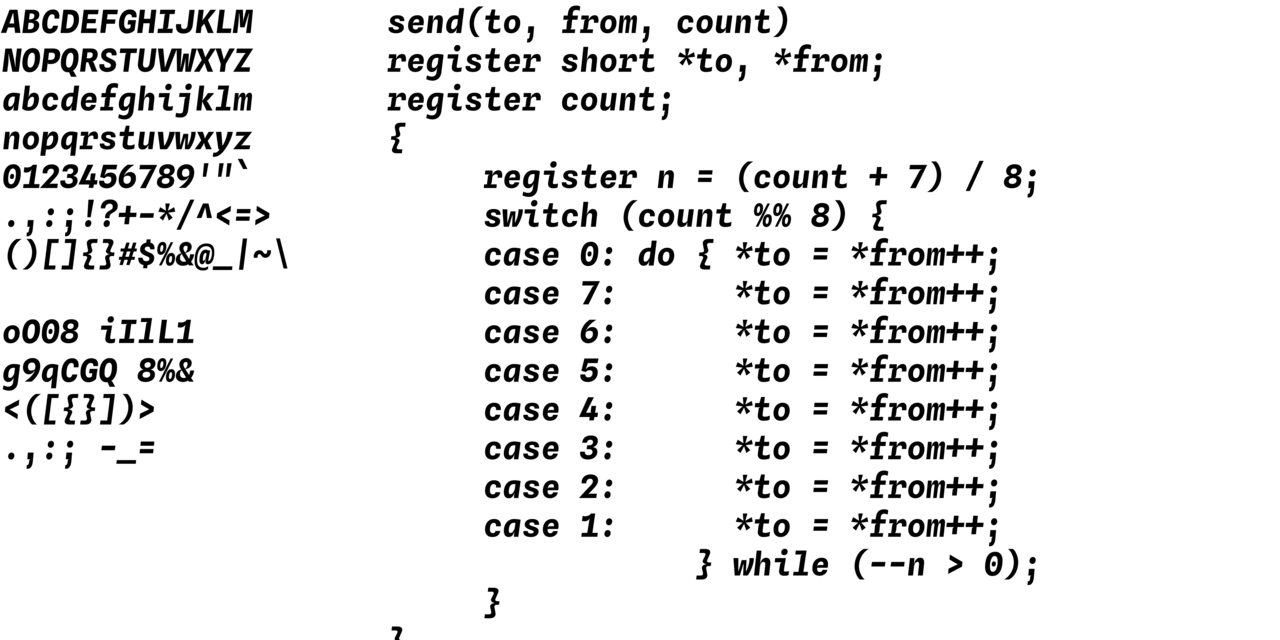 ABCDEFGHIJKLM
NOPQRSTUVWXYZ
abcdefghijklm
nopqrstuvwxyz
0123456789'"`
.,:;!?+-*/^<=>
()[]{}#$%&@_|~\
oO08 iIlL1
g9qCGQ 8%&
<([{}])>
.,:; -_=
send(to, from, count)
register short *to, *from;
register count;
{
     register n = (count + 7) / 8;
     switch (count %% 8) {
     case 0: do { *to = *from++;
     case 7:      *to = *from++;
     case 6:      *to = *from++;
     case 5:      *to = *from++;
     case 4:      *to = *from++;
     case 3:      *to = *from++;
     case 2:      *to = *from++;
     case 1:      *to = *from++;
                } while (--n > 0);
     }
}